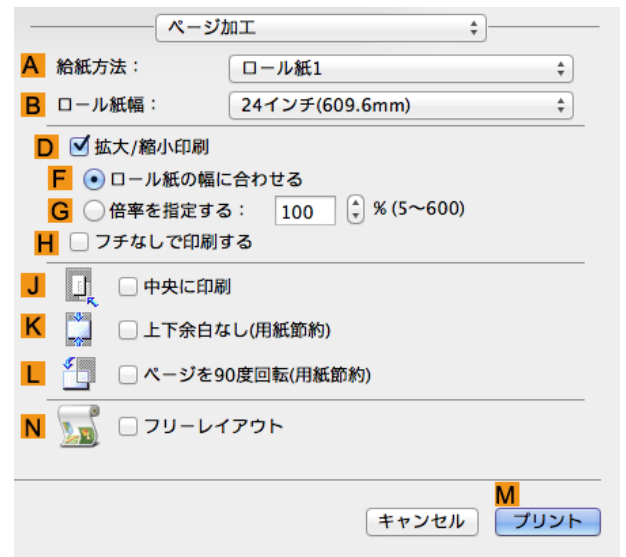 ページ加工
A 給紙方法： ロール紙1
B ロール紙幅： 24インチ(609.6mm)
D 拡大/縮小印刷
F ロール紙の幅に合わせる
G 倍率を指定する： 100 % (5〜600)
H フチなしで印刷する
J 中央に印刷
K 上下余白なし(用紙節約)
L ページを90度回転(用紙節約)
N フリーレイアウト
M
キャンセル プリント